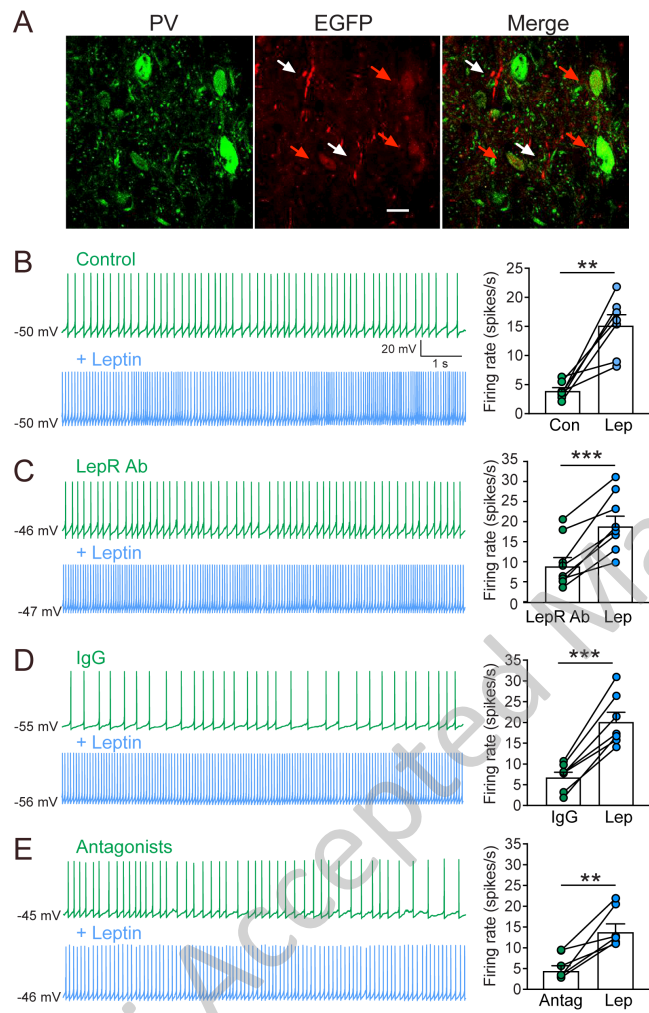 A
PV
EGFP
Merge
B
Control
-50 mV
+ Leptin
20 mV
1 s
-50 mV
Firing rate (spikes/s)
25
20
15
10
5
0
**
Con
Lep
C
LepR Ab
-46 mV
+ Leptin
-47 mV
Firing rate (spikes/s)
35
30
25
20
15
10
5
0
***
LepR Ab
Lep
D
IgG
-55 mV
+ Leptin
-56 mV
Firing rate (spikes/s)
35
30
25
20
15
10
5
0
***
IgG
Lep
E
Antagonists
-45 mV
+ Leptin
-46 mV
Firing rate (spikes/s)
35
30
25
20
15
10
5
0
**
Antag
Lep
Accepted Ma